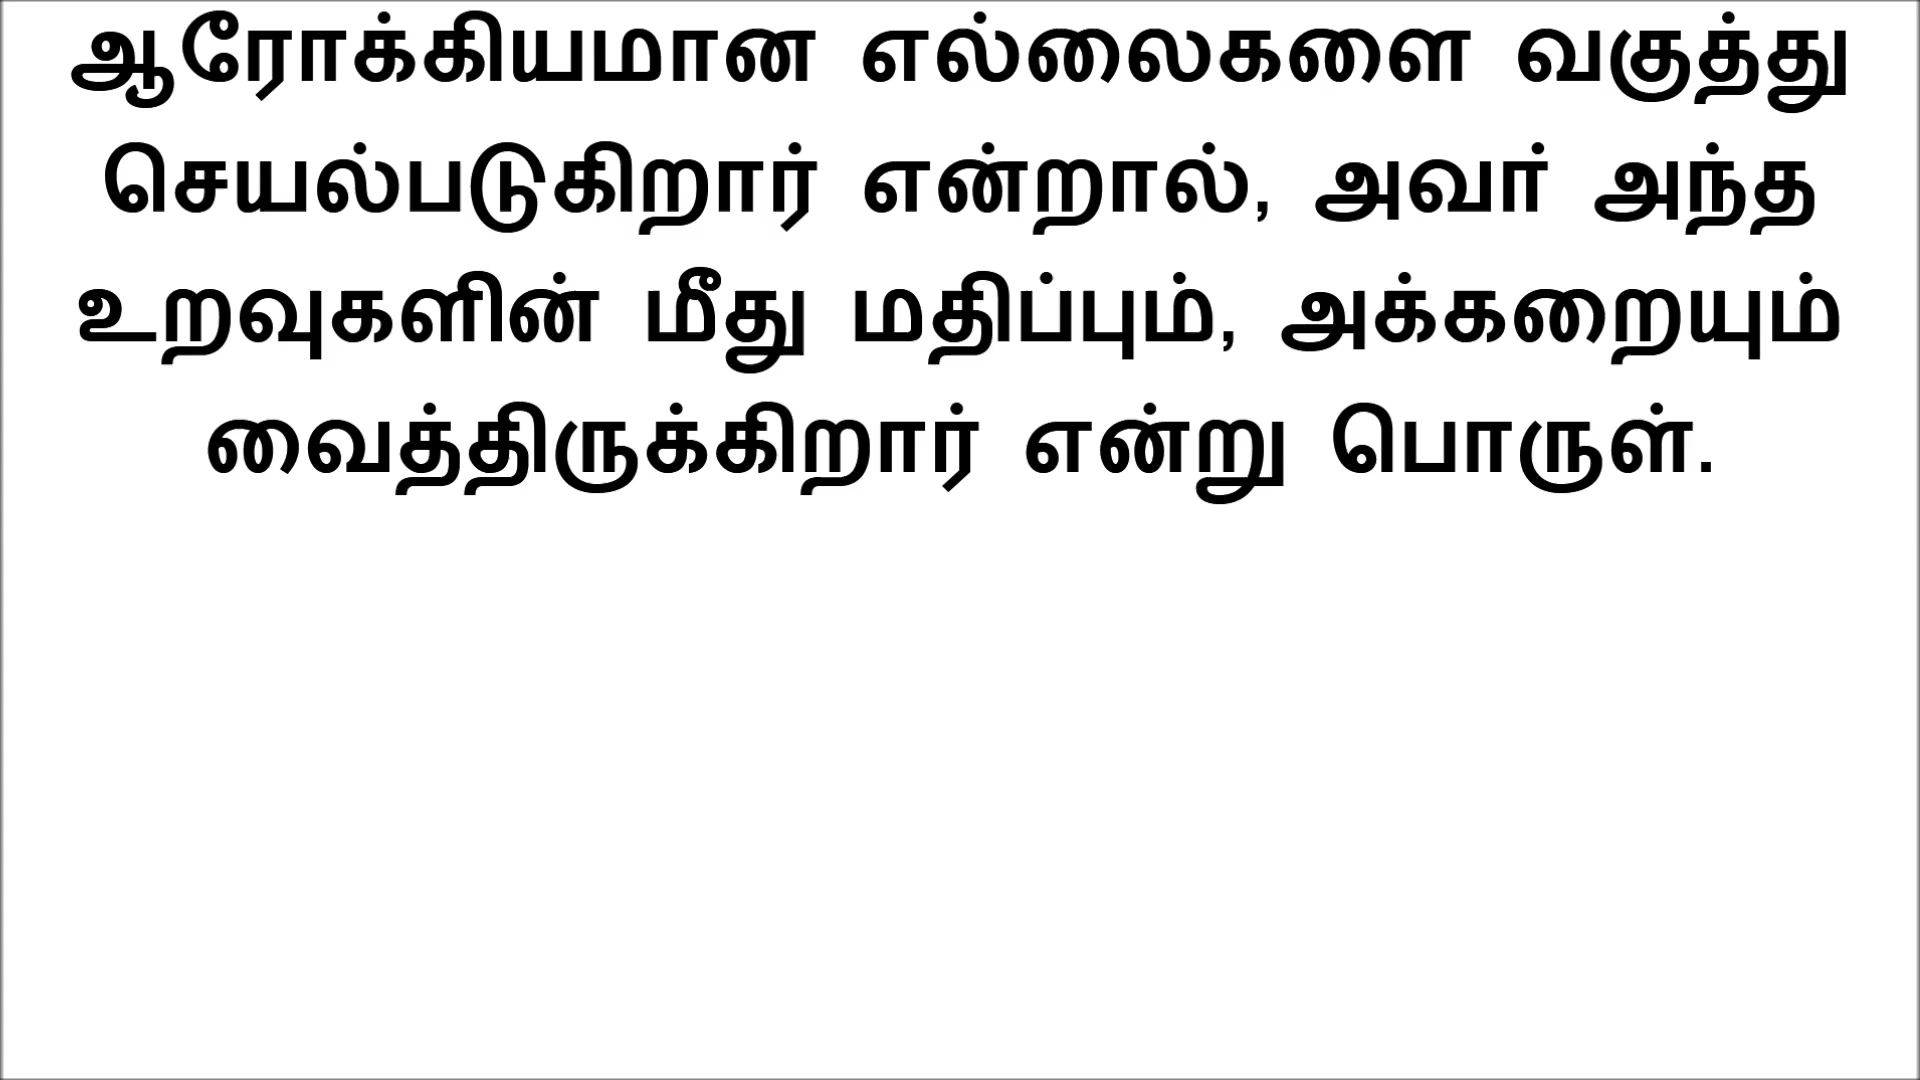 ஆரோக்கியமான எல்லைகளை வகுத்து
செயல்படுகிறார் என்றால், அவர் அந்த
உறவுகளின் மீது மதிப்பும், அக்கறையும்
வைத்திருக்கிறார் என்று பொருள்.